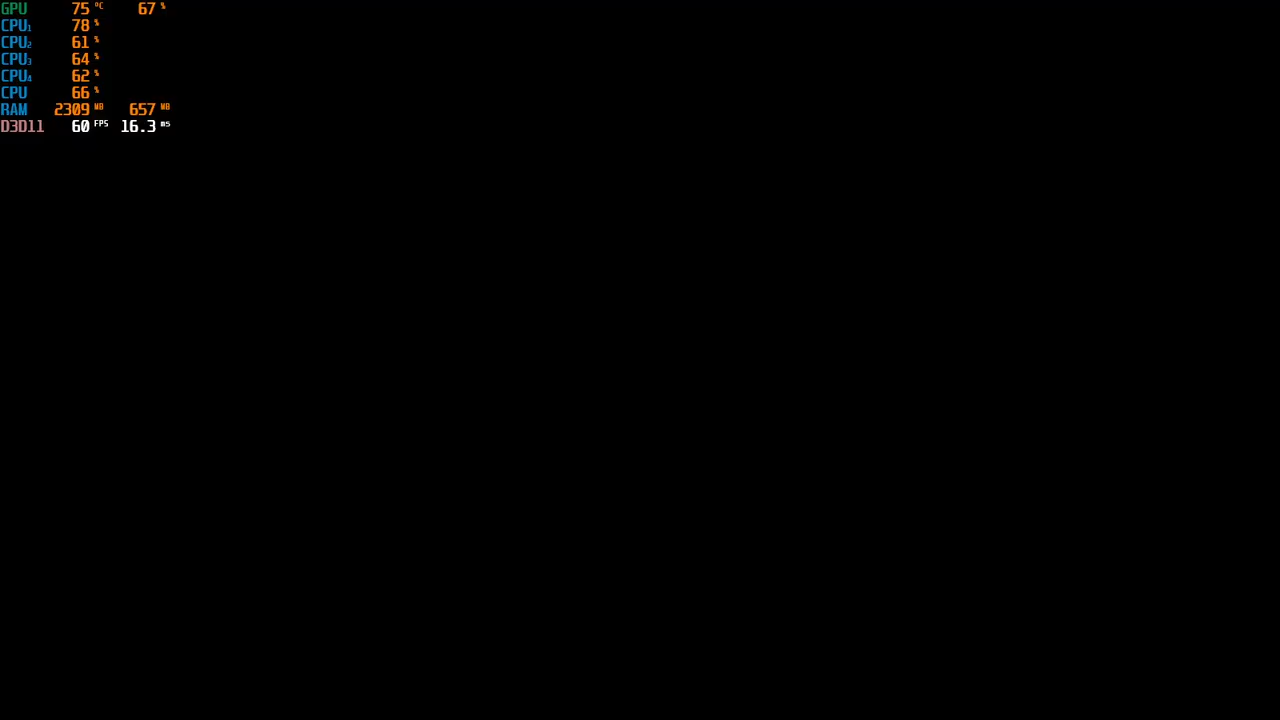 GPU 75 °C 67 %
CPU₁ 78 %
CPU₂ 61 %
CPU₃ 64 %
CPU₄ 62 %
CPU 66 %
RAM 2309 MB 657 MB
D3D11 60 FPS 16.3 ms